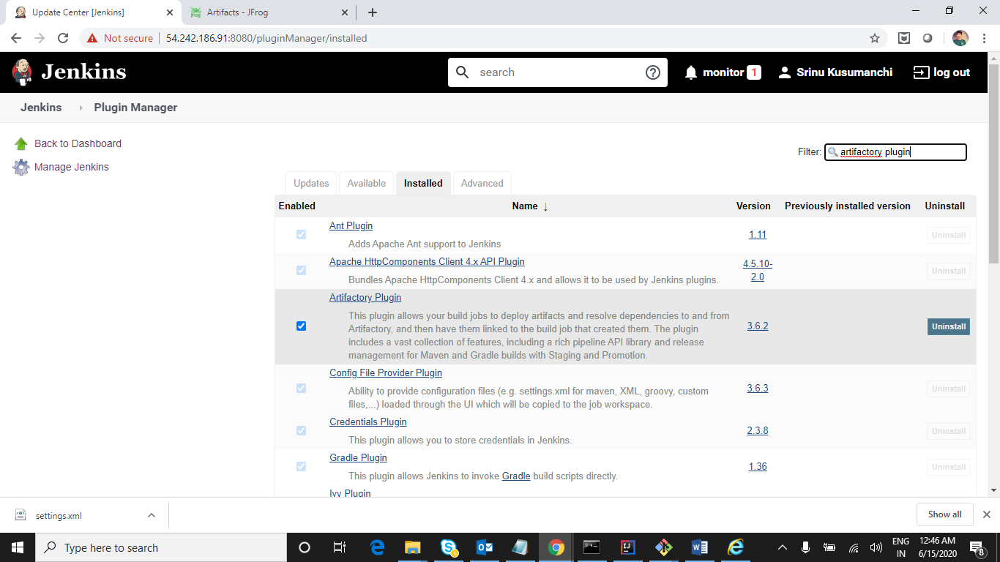 Update Center [Jenkins]
Artifacts - JFrog
Not secure
54.242.186.91:8080/pluginManager/installed
Jenkins
search
monitor 1
Srinu Kusumanchi
log out
Jenkins
Plugin Manager
Back to Dashboard
Manage Jenkins
Filter: artifactory plugin
Updates
Available
Installed
Advanced
Enabled
Name ↓
Version
Previously installed version
Uninstall
Ant Plugin
Adds Apache Ant support to Jenkins
1.11
Uninstall
Apache HttpComponents Client 4.x API Plugin
Bundles Apache HttpComponents Client 4.x and allows it to be used by Jenkins plugins.
4.5.10-
2.0
Uninstall
Artifactory Plugin
This plugin allows your build jobs to deploy artifacts and resolve dependencies to and from
Artifactory, and then have them linked to the build job that created them. The plugin
includes a vast collection of features, including a rich pipeline API library and release
management for Maven and Gradle builds with Staging and Promotion.
3.6.2
Uninstall
Config File Provider Plugin
Ability to provide configuration files (e.g. settings.xml for maven, XML, groovy, custom
files,...) loaded through the UI which will be copied to the job workspace.
3.6.3
Uninstall
Credentials Plugin
This plugin allows you to store credentials in Jenkins.
2.3.8
Uninstall
Gradle Plugin
This plugin allows Jenkins to invoke Gradle build scripts directly.
1.36
Uninstall
Ivy Plugin
settings.xml
Show all
Type here to search
ENG
IN
12:46 AM
6/15/2020
8